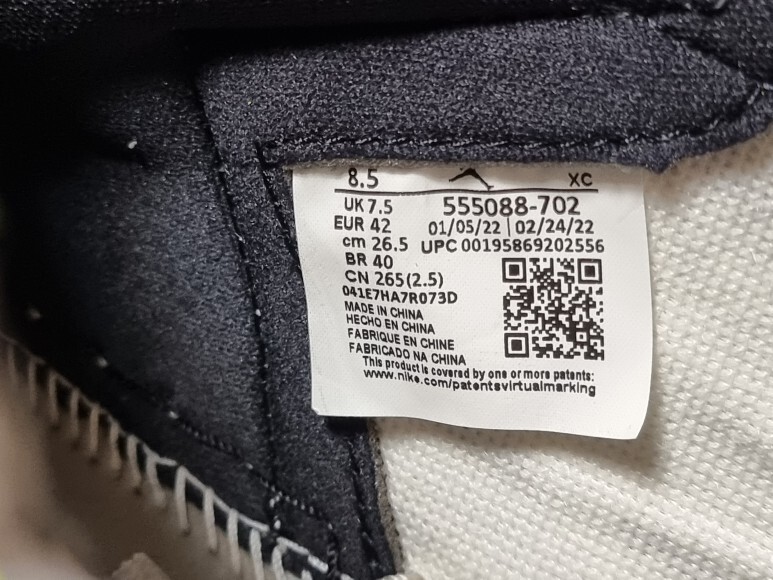 8.5 XC
UK 7.5 555088-702
EUR 42 01/05/22 | 02/24/22
cm 26.5 UPC 00195869202556
BR 40
CN 265(2.5)
041E7HA7R073D
MADE IN CHINA
HECHO EN CHINA
FABRIQUE EN CHINE
FABRICADO NA CHINA
This product is covered by one or more patents:
www.nike.com/patentsvirtualmarking